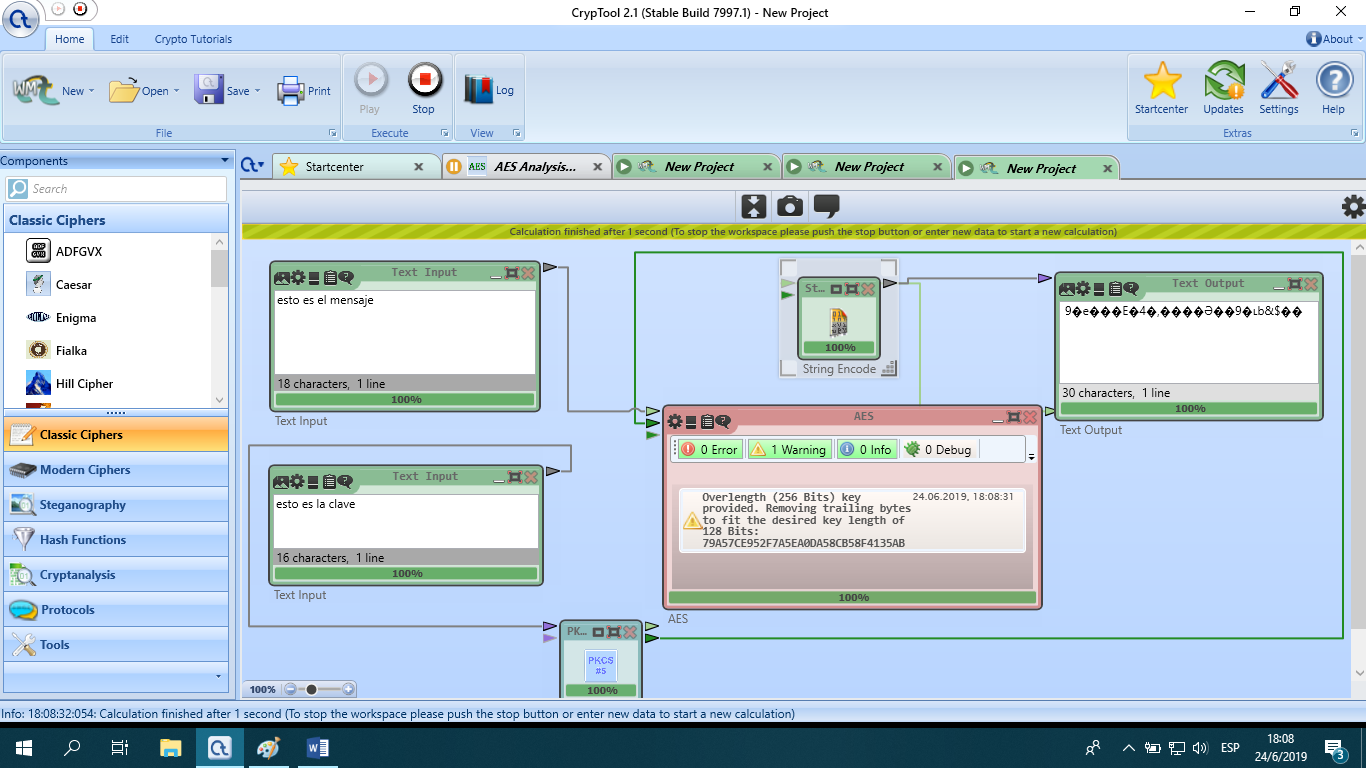 CrypTool 2.1 (Stable Build 7997.1) - New Project
Home Edit Crypto Tutorials
About
New Open Save Print
Play Stop Log
Startcenter Updates Settings Help
File Execute View Extras
Components
Search
Classic Ciphers
ADFGVX
Caesar
Enigma
Fialka
Hill Cipher
Classic Ciphers
Modern Ciphers
Steganography
Hash Functions
Cryptanalysis
Protocols
Tools
Startcenter AES AES Analysis... New Project New Project New Project
Calculation finished after 1 second (To stop the workspace please push the stop button or enter new data to start a new calculation)
Text Input
esto es el mensaje
18 characters, 1 line
100%
Text Input
Text Input
esto es la clave
16 characters, 1 line
100%
Text Input
St...
100%
String Encode
Text Output
9�e���E�4�,����Ə��9�ʟb&$��
30 characters, 1 line
100%
Text Output
AES
0 Error 1 Warning 0 Info 0 Debug
Overlength (256 Bits) key 24.06.2019, 18:08:31
provided. Removing trailing bytes
to fit the desired key length of
128 Bits:
79A57CE952F7A5EA0DA58CB58F4135AB
100%
AES
PK...
PKCS
#5
100%
100%
Info: 18:08:32:054: Calculation finished after 1 second (To stop the workspace please push the stop button or enter new data to start a new calculation)
ESP
18:08
24/6/2019
3